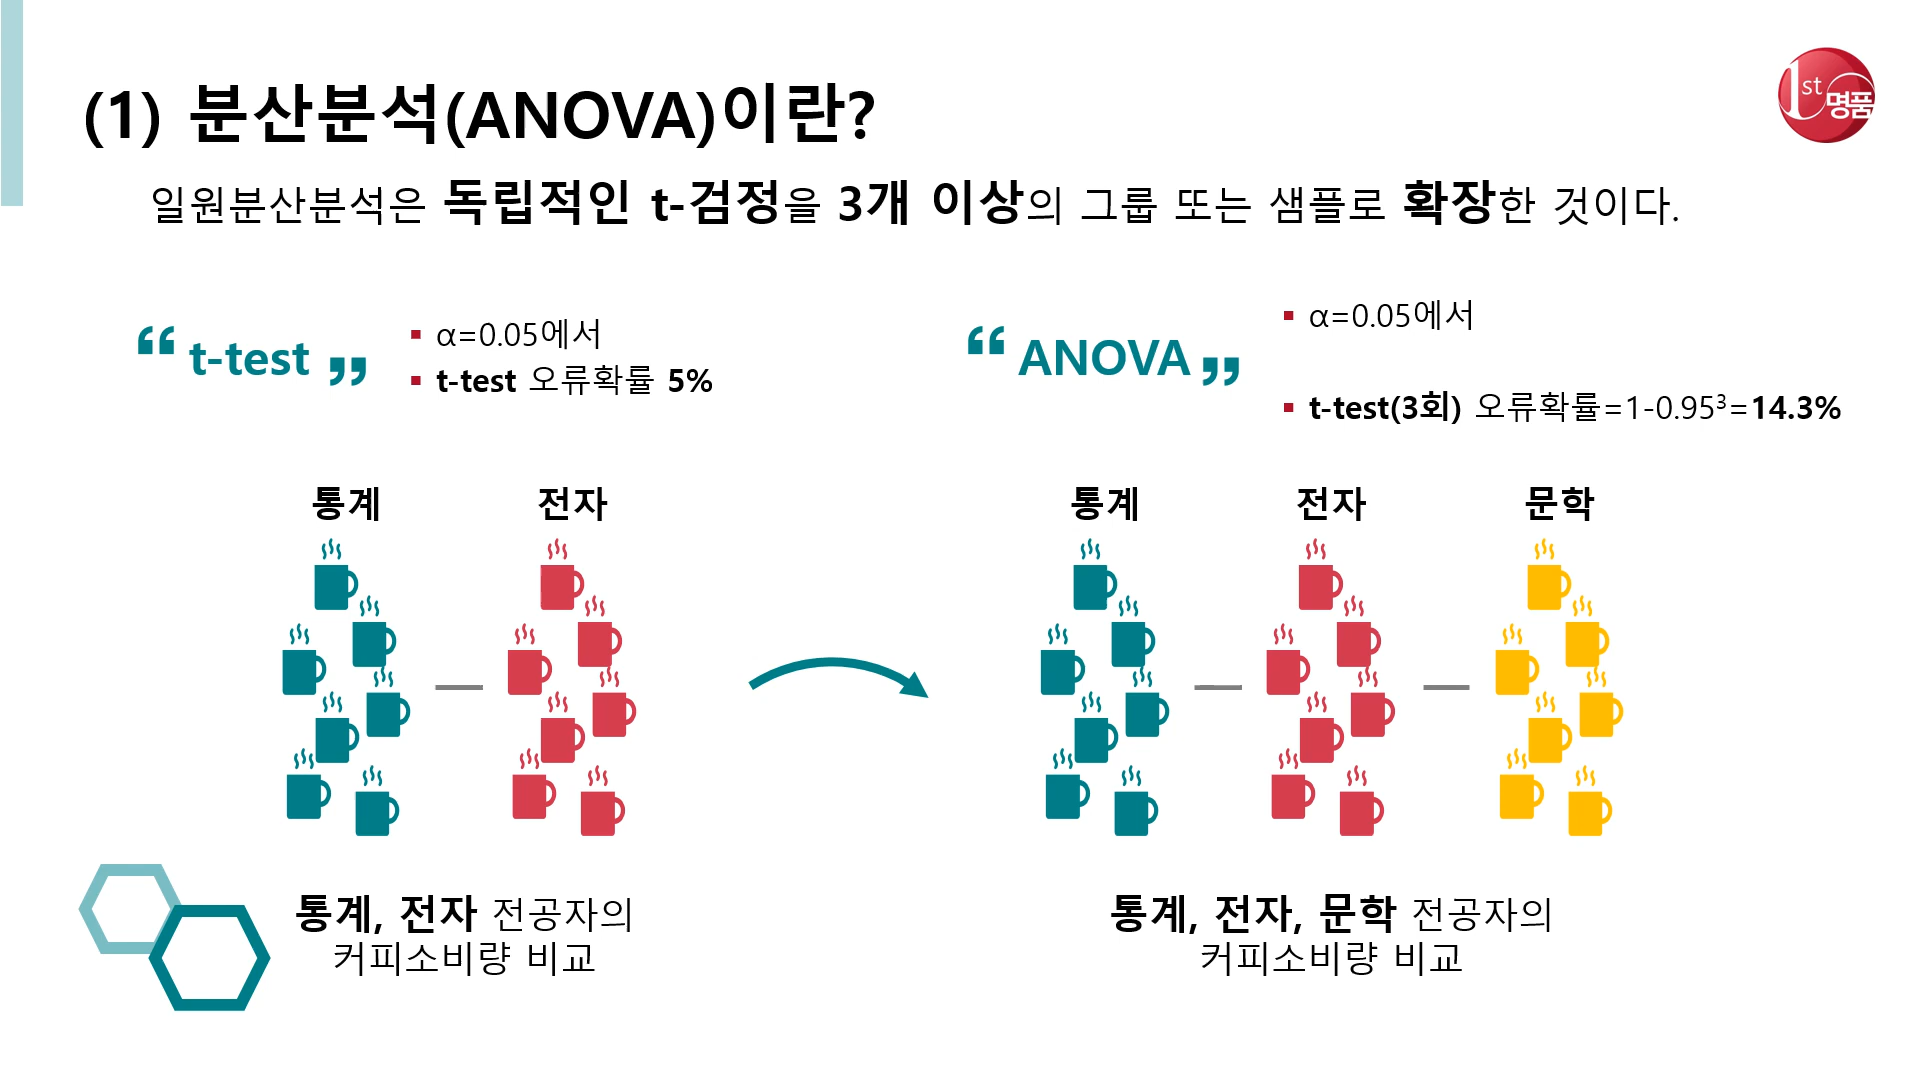 (1) 분산분석(ANOVA)이란?
1st 명품
일원분산분석은 독립적인 t-검정을 3개 이상의 그룹 또는 샘플로 확장한 것이다.
“ t-test ”
▪ α=0.05에서
▪ t-test 오류확률 5%
“ ANOVA ”
▪ α=0.05에서
▪ t-test(3회) 오류확률=1-0.95³=14.3%
통계 전자
통계 전자 문학
통계, 전자 전공자의
커피소비량 비교
통계, 전자, 문학 전공자의
커피소비량 비교